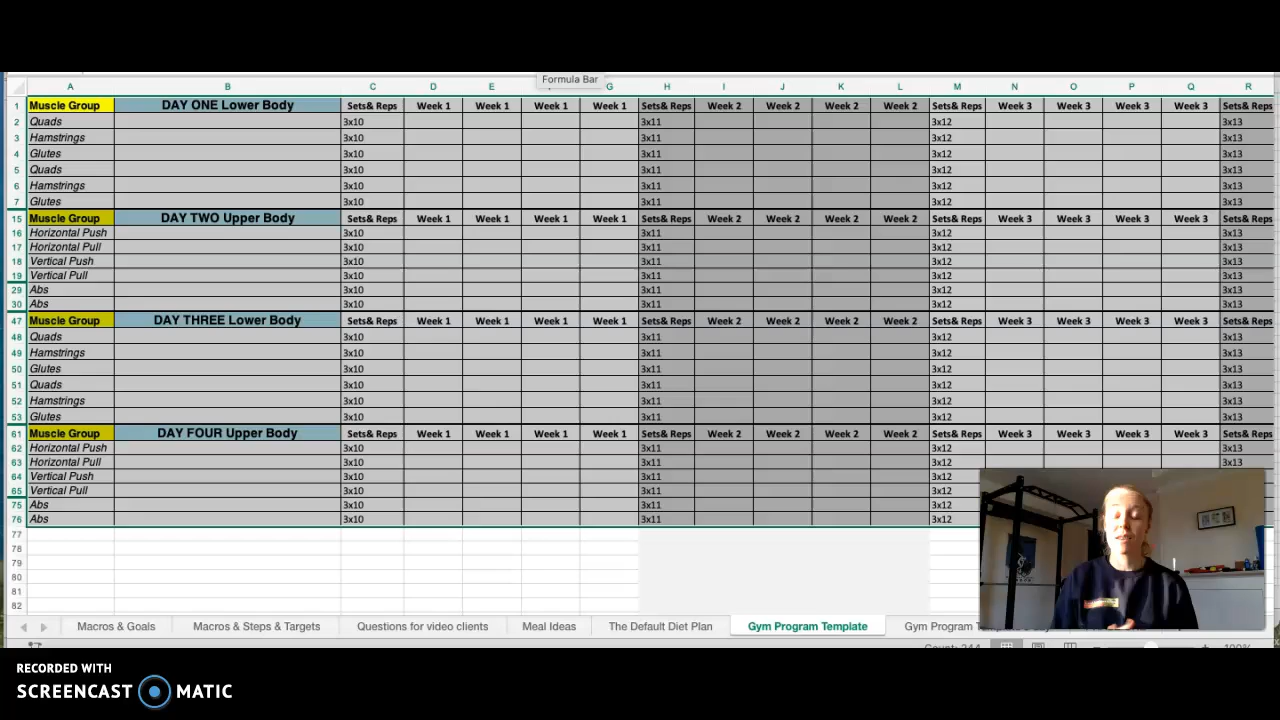 Formula Bar
A B C D E F G H I J K L M N O P Q R
1 Muscle Group DAY ONE Lower Body Sets& Reps Week 1 Week 1 Week 1 Week 1 Sets& Reps Week 2 Week 2 Week 2 Week 2 Sets& Reps Week 3 Week 3 Week 3 Week 3 Sets& Reps
2 Quads 3x10 3x11 3x12 3x13
3 Hamstrings 3x10 3x11 3x12 3x13
4 Glutes 3x10 3x11 3x12 3x13
5 Quads 3x10 3x11 3x12 3x13
6 Hamstrings 3x10 3x11 3x12 3x13
7 Glutes 3x10 3x11 3x12 3x13
15 Muscle Group DAY TWO Upper Body Sets& Reps Week 1 Week 1 Week 1 Week 1 Sets& Reps Week 2 Week 2 Week 2 Week 2 Sets& Reps Week 3 Week 3 Week 3 Week 3 Sets& Reps
16 Horizontal Push 3x10 3x11 3x12 3x13
17 Horizontal Pull 3x10 3x11 3x12 3x13
18 Vertical Push 3x10 3x11 3x12 3x13
19 Vertical Pull 3x10 3x11 3x12 3x13
29 Abs 3x10 3x11 3x12 3x13
30 Abs 3x10 3x11 3x12 3x13
47 Muscle Group DAY THREE Lower Body Sets& Reps Week 1 Week 1 Week 1 Week 1 Sets& Reps Week 2 Week 2 Week 2 Week 2 Sets& Reps Week 3 Week 3 Week 3 Week 3 Sets& Reps
48 Quads 3x10 3x11 3x12 3x13
49 Hamstrings 3x10 3x11 3x12 3x13
50 Glutes 3x10 3x11 3x12 3x13
51 Quads 3x10 3x11 3x12 3x13
52 Hamstrings 3x10 3x11 3x12 3x13
53 Glutes 3x10 3x11 3x12 3x13
61 Muscle Group DAY FOUR Upper Body Sets& Reps Week 1 Week 1 Week 1 Week 1 Sets& Reps Week 2 Week 2 Week 2 Week 2 Sets& Reps Week 3 Week 3 Week 3 Week 3 Sets& Reps
62 Horizontal Push 3x10 3x11 3x12 3x13
63 Horizontal Pull 3x10 3x11 3x12 3x13
64 Vertical Push 3x10 3x11 3x12
65 Vertical Pull 3x10 3x11 3x12
75 Abs 3x10 3x11 3x12
76 Abs 3x10 3x11 3x12
77
78
79
80
81
82
Macros & Goals Macros & Steps & Targets Questions for video clients Meal Ideas The Default Diet Plan Gym Program Template Gym Program
RECORDED WITH
SCREENCAST MATIC